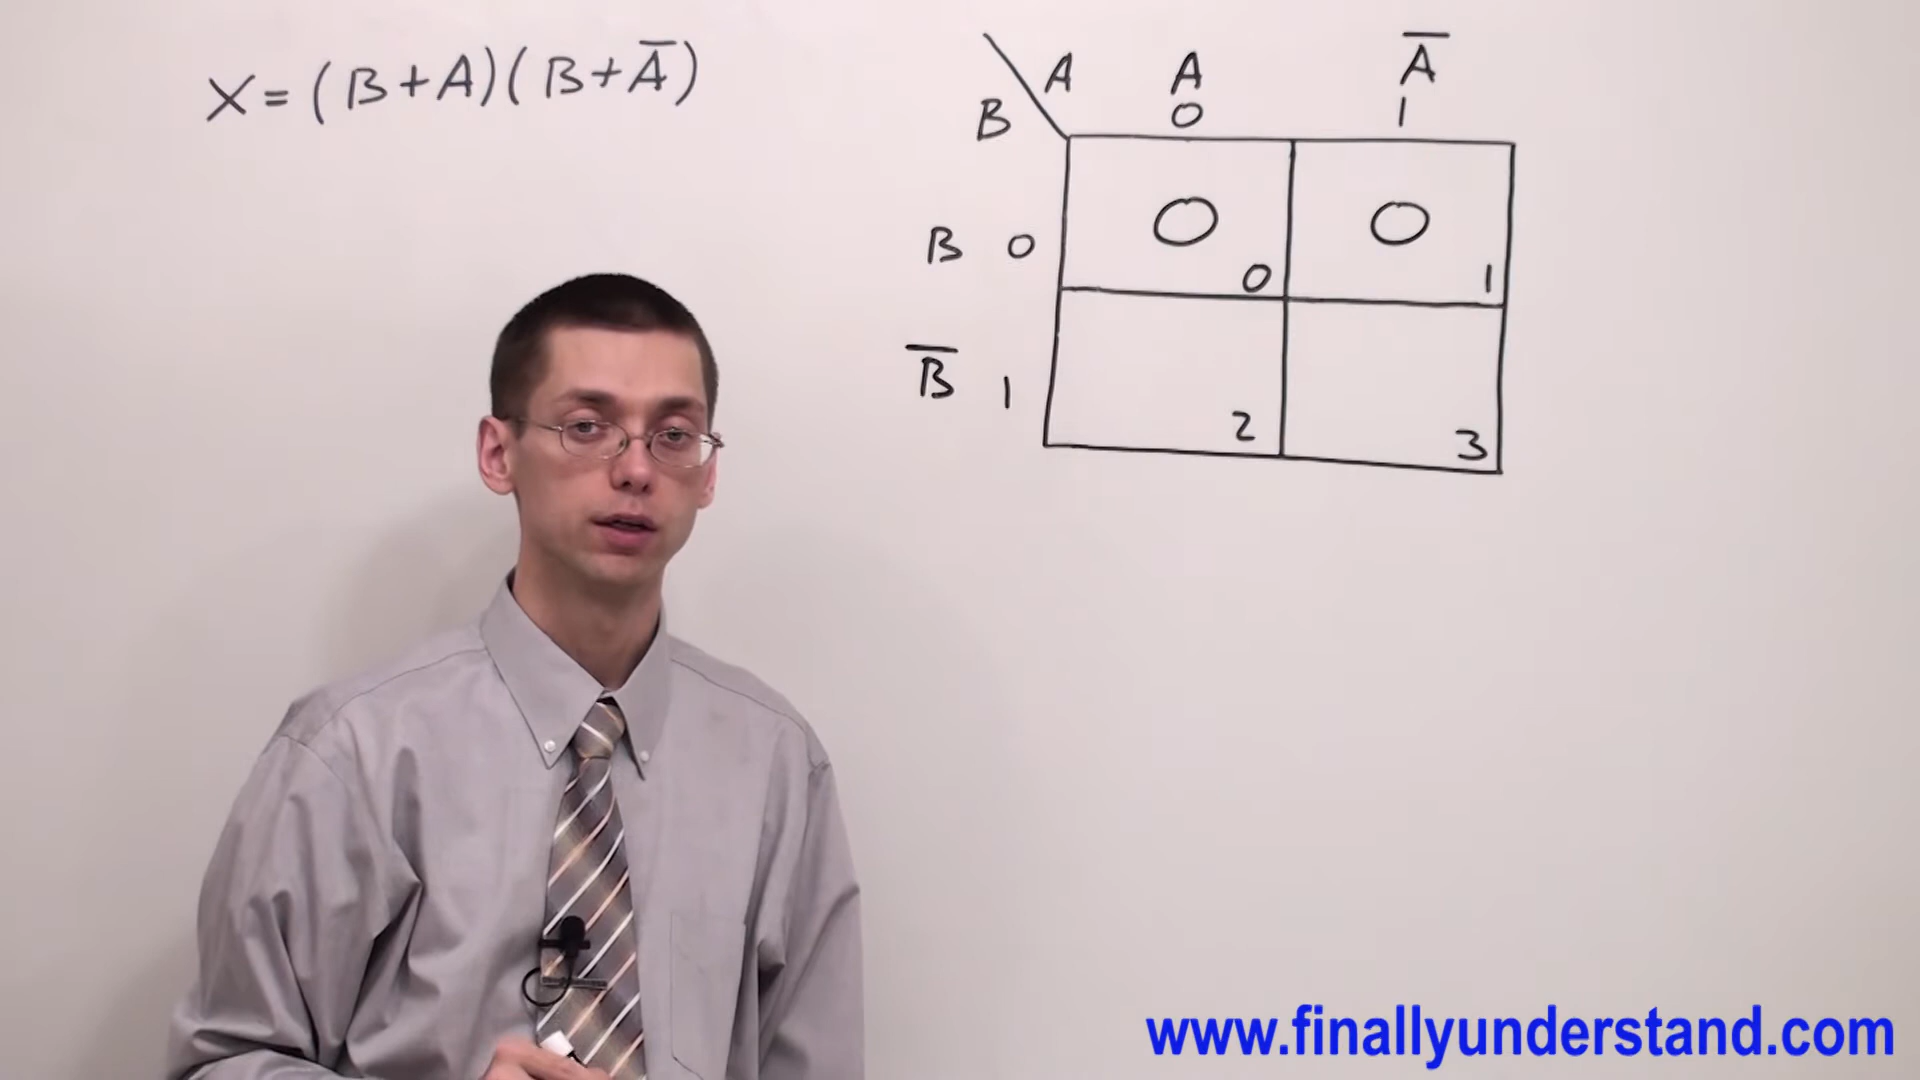 X = (B + A)(B + A̅)
A A A̅
B 0 1
B 0 0 0
0 1
B̅ 1
2 3
www.finallyunderstand.com